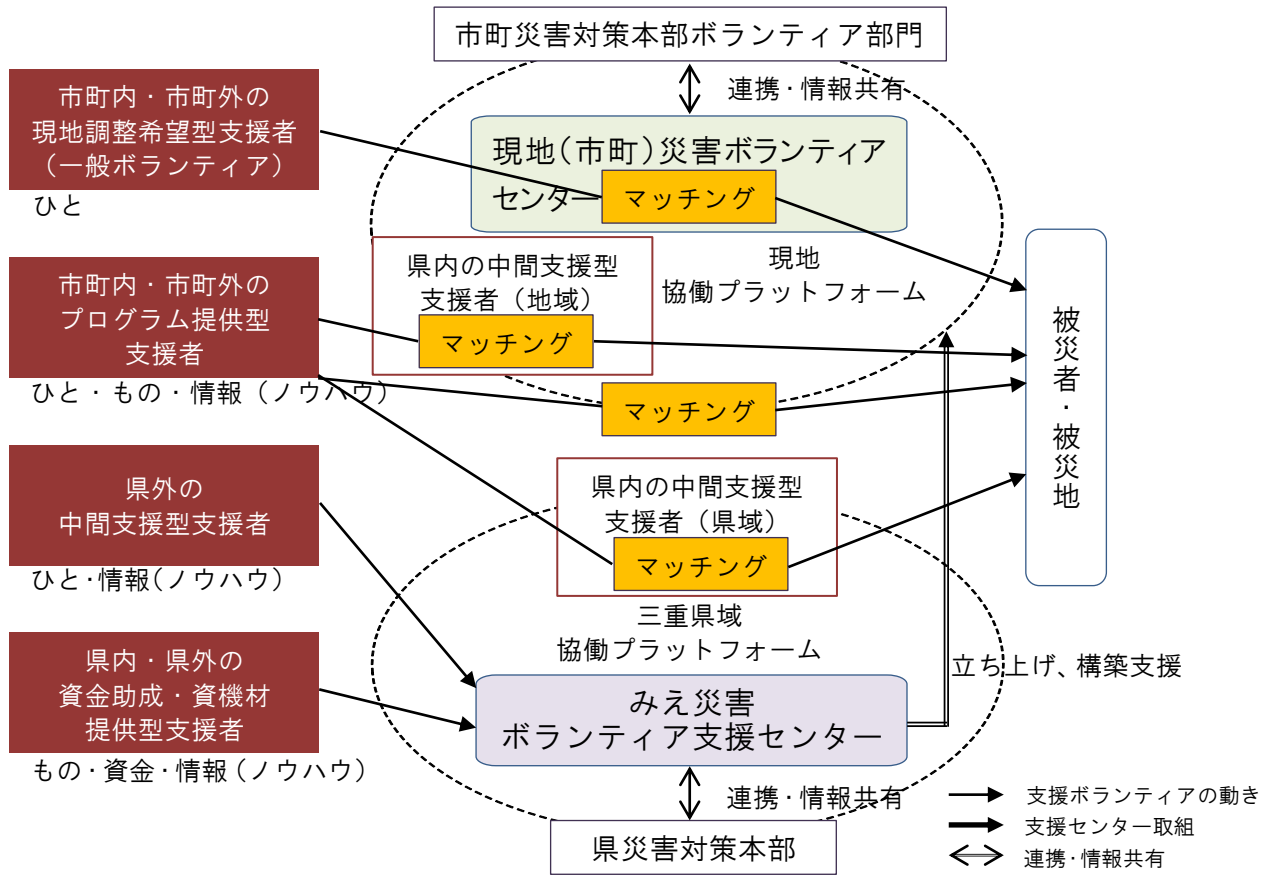 市町災害対策本部ボランティア部門
連携・情報共有
市町内・市町外の
現地調整希望型支援者
（一般ボランティア）
ひと
現地（市町）災害ボランティア
センター
マッチング
現地
協働プラットフォーム
県内の中間支援型
支援者（地域）
マッチング
市町内・市町外の
プログラム提供型
支援者
ひと・もの・情報（ノウハウ）
マッチング
被災者・被災地
県外の
中間支援型支援者
ひと・情報（ノウハウ）
県内の中間支援型
支援者（県域）
マッチング
三重県域
協働プラットフォーム
県内・県外の
資金助成・資機材
提供型支援者
もの・資金・情報（ノウハウ）
みえ災害
ボランティア支援センター
立ち上げ、構築支援
連携・情報共有
県災害対策本部
支援ボランティアの動き
支援センター取組
連携・情報共有